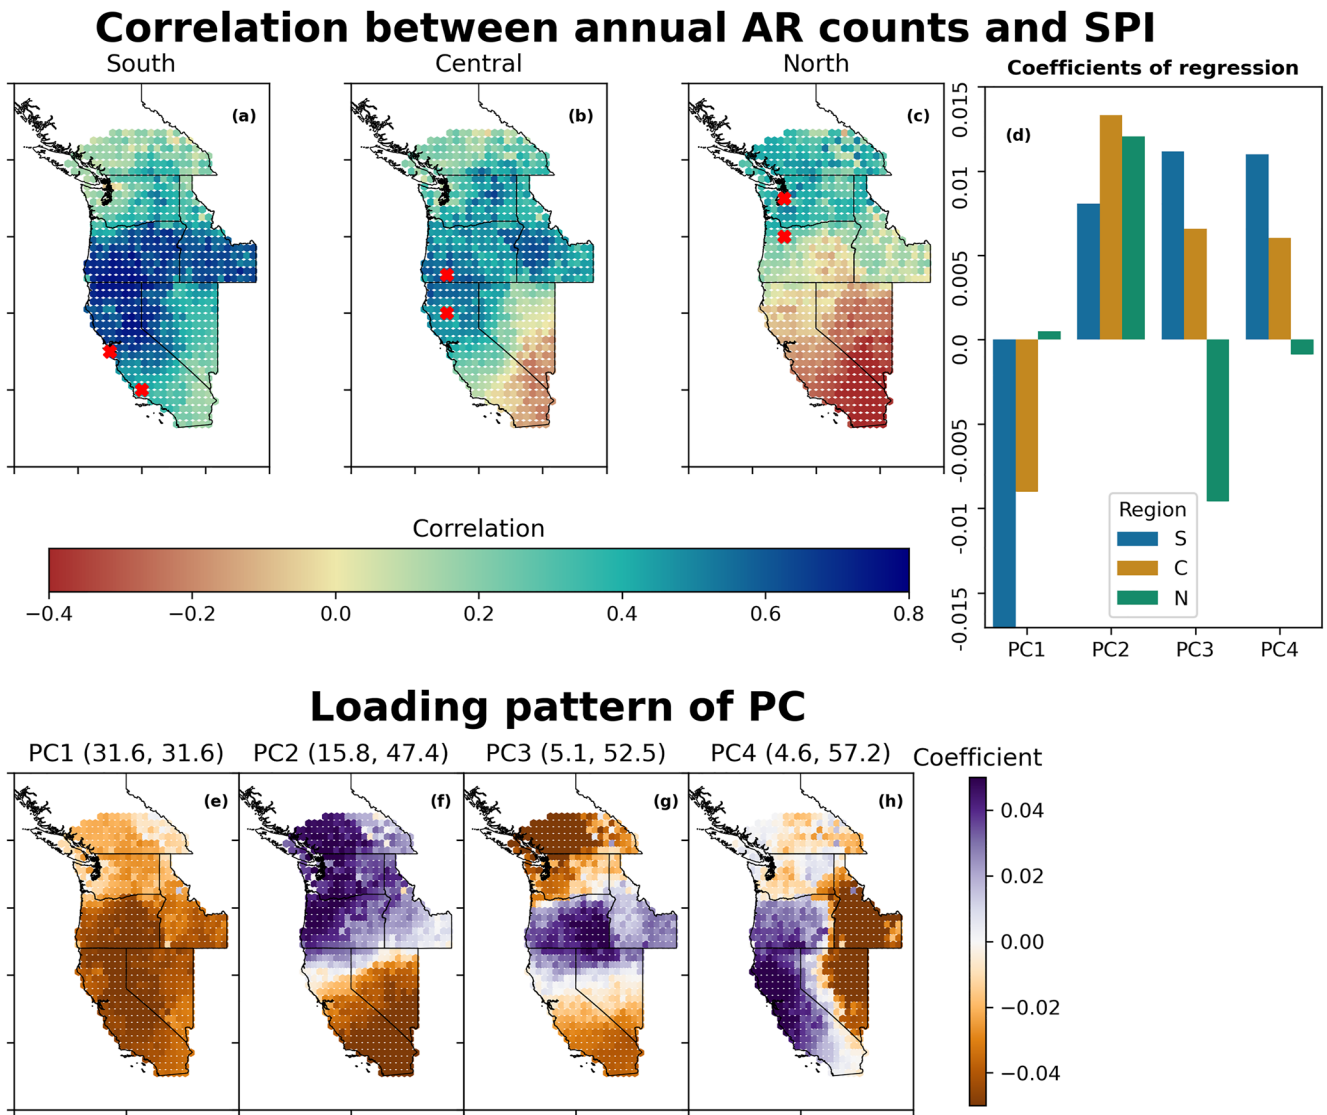 Correlation between annual AR counts and SPI
South
Central
North
Coefficients of regression
(a)
(b)
(c)
(d)
0.015
0.01
0.005
0.0
-0.005
-0.01
-0.015
Region
S
C
N
PC1
PC2
PC3
PC4
Correlation
−0.4
−0.2
0.0
0.2
0.4
0.6
0.8
Loading pattern of PC
PC1 (31.6, 31.6)
PC2 (15.8, 47.4)
PC3 (5.1, 52.5)
PC4 (4.6, 57.2)
Coefficient
(e)
(f)
(g)
(h)
0.04
0.02
0.00
−0.02
−0.04